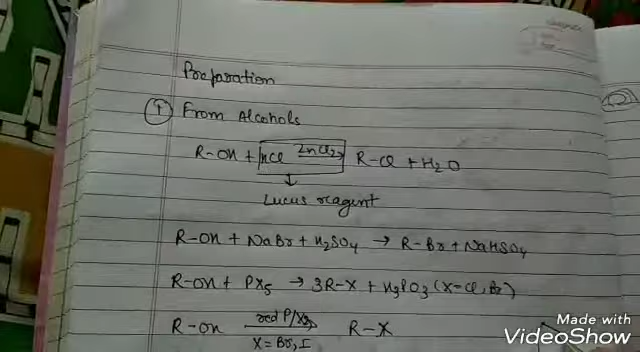 Preparation
① From Alcohols
R-OH + HCl ZnCl2 R-Cl + H2O
↓
Lucus reagent
R-OH + NaBr + H2SO4 → R-Br + NaHSO4
R-OH + PX5 → 3R-X + H3PO3 (X-Cl, Br)
R-OH red P/X2 R-X
X = Br, I
Made with
VideoShow